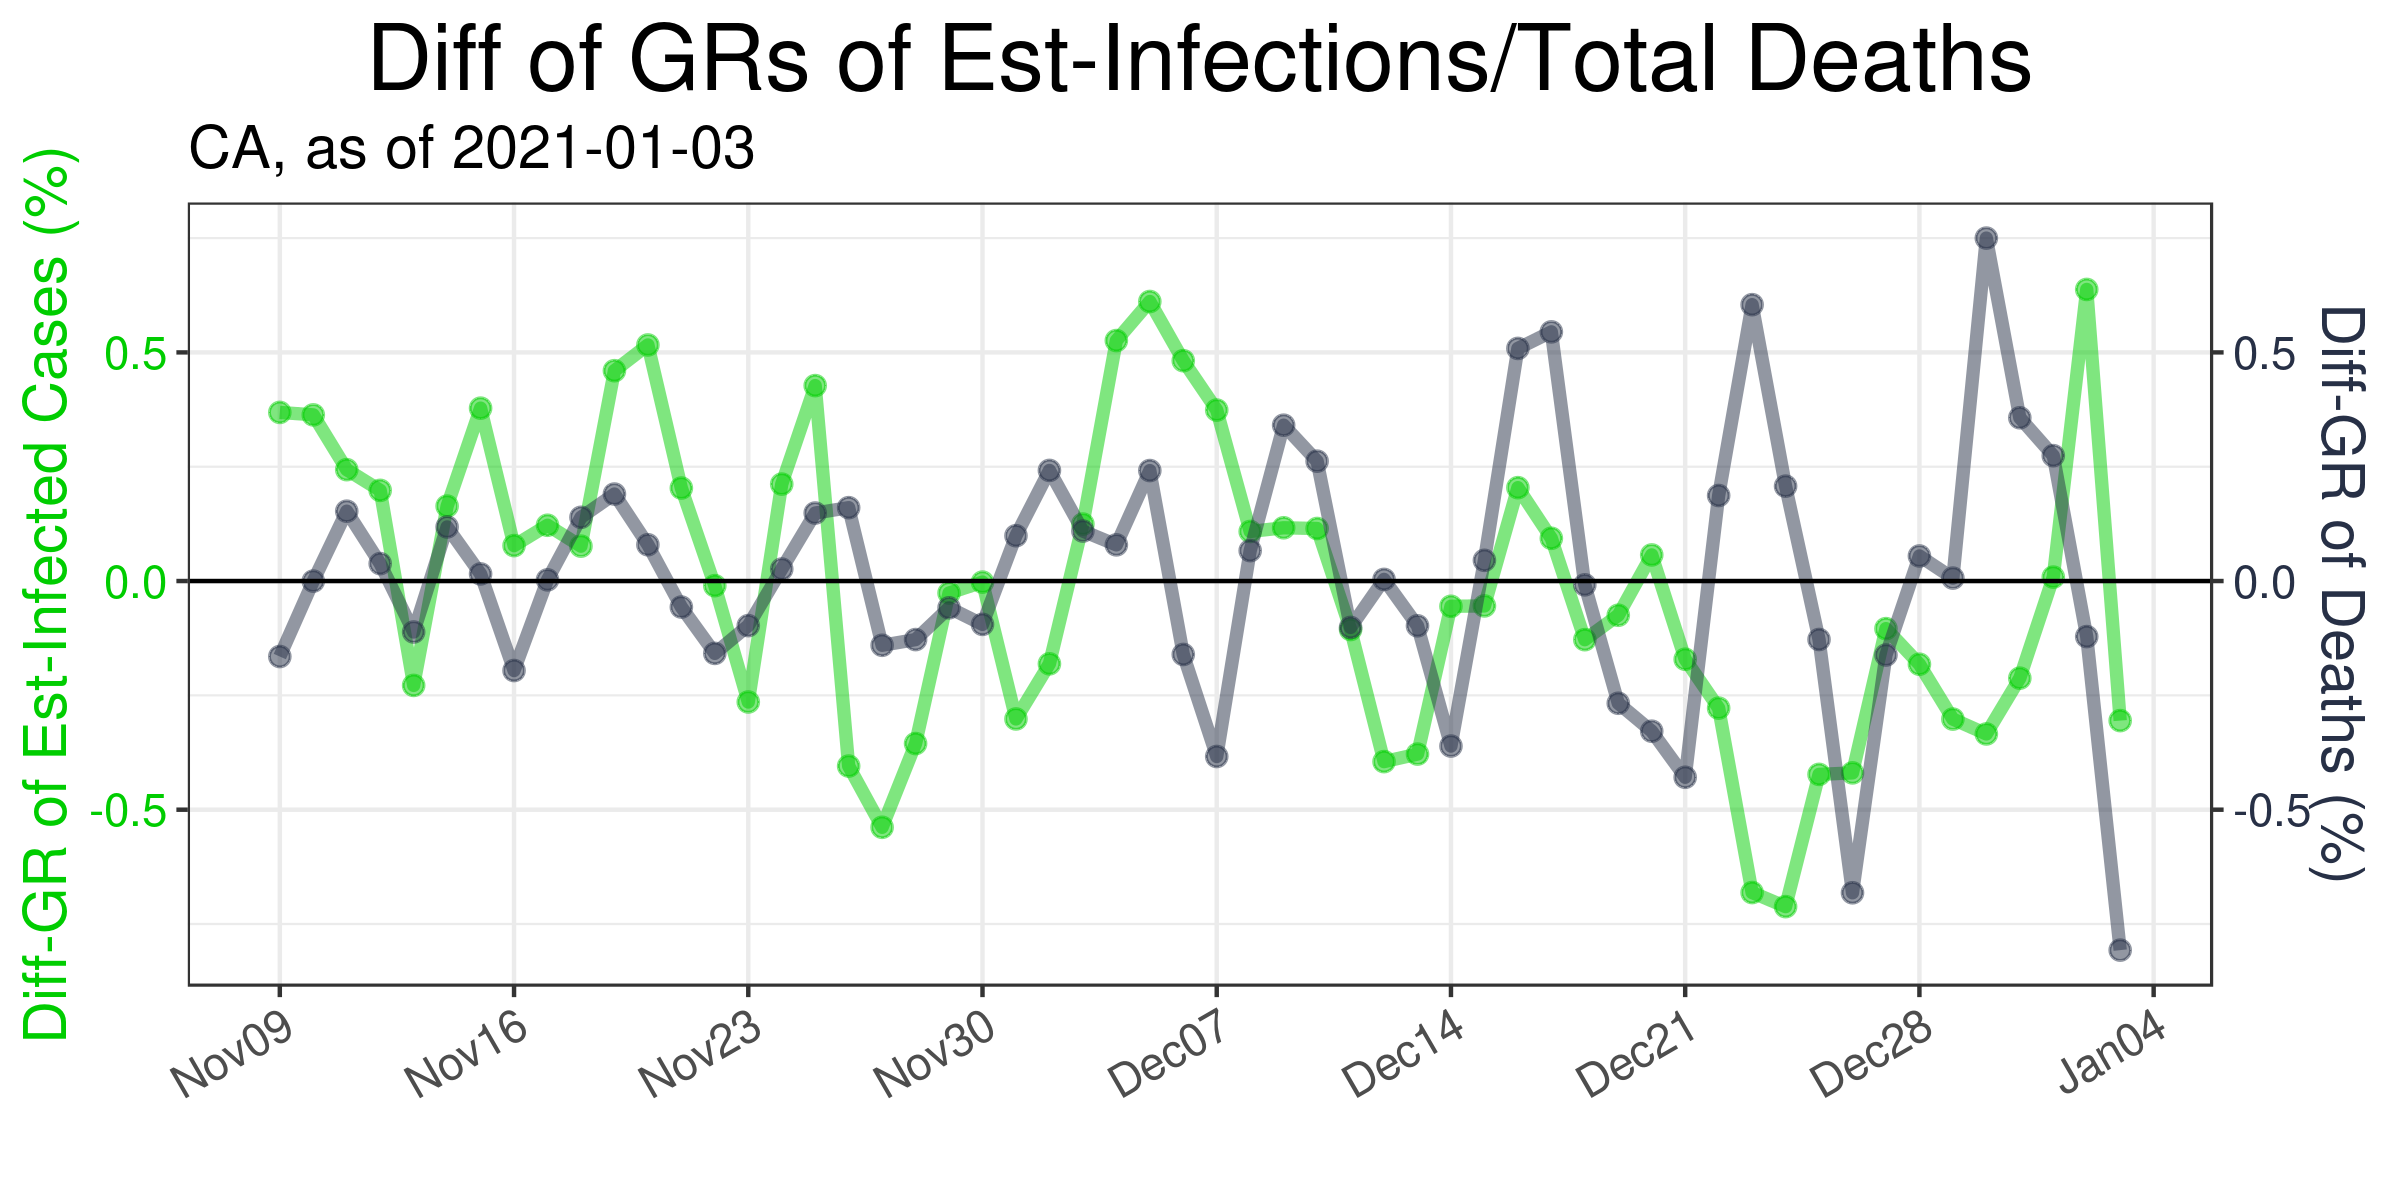 Diff of GRs of Est-Infections/Total Deaths
CA, as of 2021-01-03
Diff-GR of Est-Infected Cases (%)
0.5
0.0
-0.5
0.5
0.0
-0.5
Diff-GR of Deaths (%)
Nov09
Nov16
Nov23
Nov30
Dec07
Dec14
Dec21
Dec28
Jan04